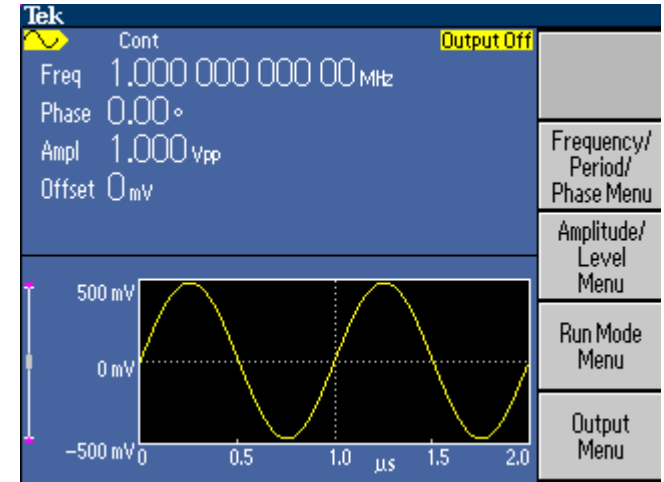 Tek
Cont Output Off
Freq 1.000 000 000 00 MHz
Phase 0.00°
Ampl 1.000 Vpp
Offset 0 mV
Frequency/
Period/
Phase Menu
Amplitude/
Level
Menu
Run Mode
Menu
Output
Menu
500 mV
0 mV
-500 mV
0 0.5 1.0 µs 1.5 2.0